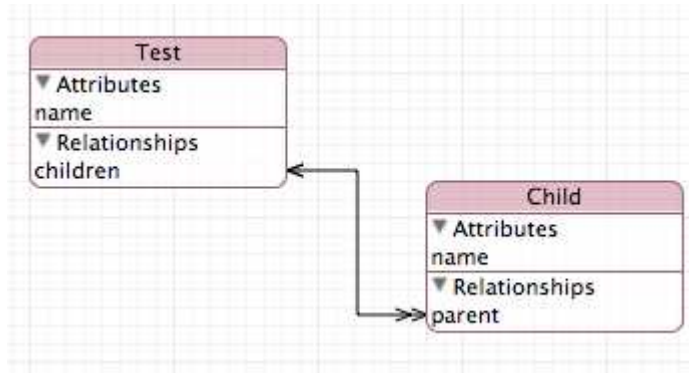 Test
Attributes
name
Relationships
children
Child
Attributes
name
Relationships
parent